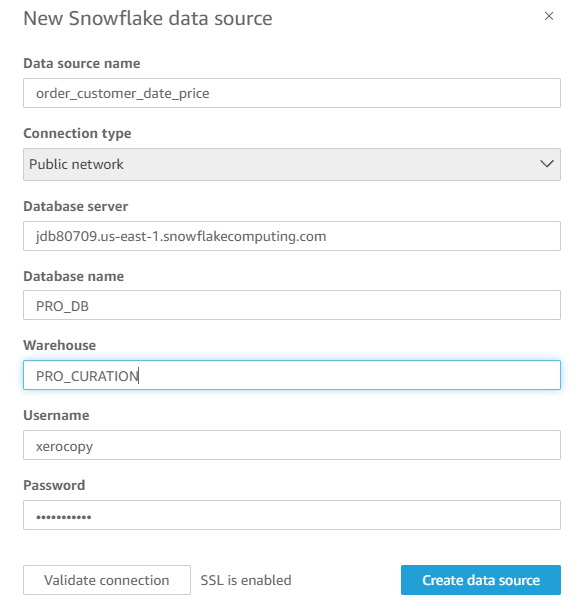 New Snowflake data source
Data source name
order_customer_date_price
Connection type
Public network
Database server
jdb80709.us-east-1.snowflakecomputing.com
Database name
PRO_DB
Warehouse
PRO_CURATION
Username
xerocopy
Password
•••••••••••
Validate connection SSL is enabled Create data source